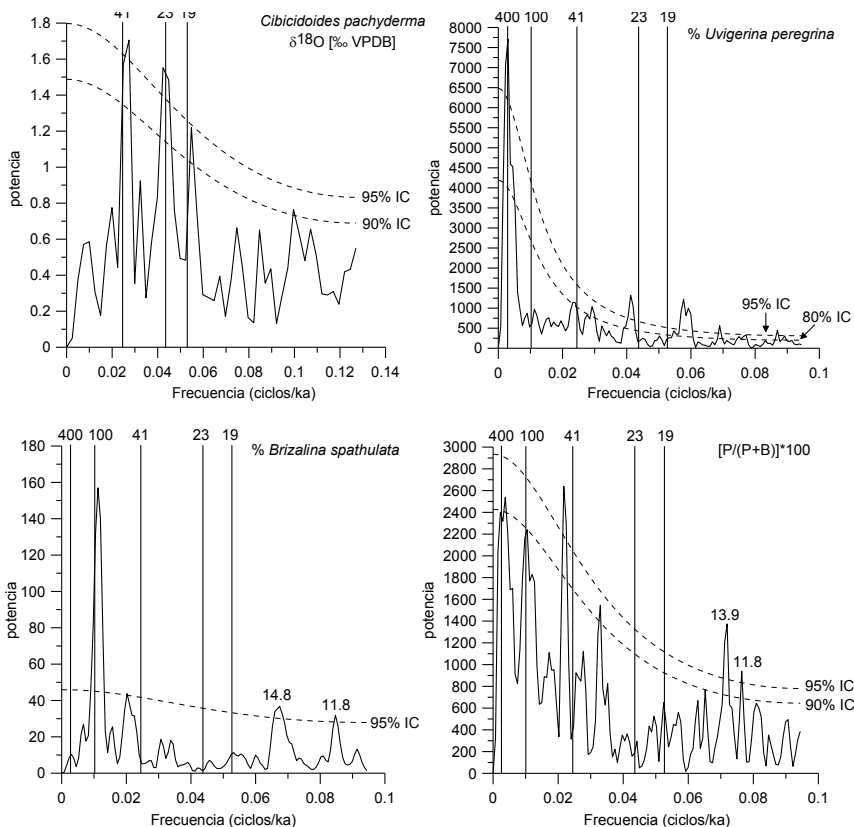 41 23 19
Cibicidoides pachyderma
δ18O [‰ VPDB]
1.8
1.6
1.4
1.2
1
0.8
0.6
0.4
0.2
0
potencia
95% IC
90% IC
0 0.02 0.04 0.06 0.08 0.1 0.12 0.14
Frecuencia (ciclos/ka)
400 100 41 23 19
% Uvigerina peregrina
8000
7500
7000
6500
6000
5500
5000
4500
4000
3500
3000
2500
2000
1500
1000
500
0
potencia
95% IC
80% IC
0 0.02 0.04 0.06 0.08 0.1
Frecuencia (ciclos/ka)
400 100 41 23 19
% Brizalina spathulata
180
160
140
120
100
80
60
40
20
0
potencia
14.8
11.8
95% IC
0 0.02 0.04 0.06 0.08 0.1
Frecuencia (ciclos/ka)
400 100 41 23 19
[P/(P+B)]*100
3000
2800
2600
2400
2200
2000
1800
1600
1400
1200
1000
800
600
400
200
0
potencia
13.9
11.8
95% IC
90% IC
0 0.02 0.04 0.06 0.08 0.1
Frecuencia (ciclos/ka)